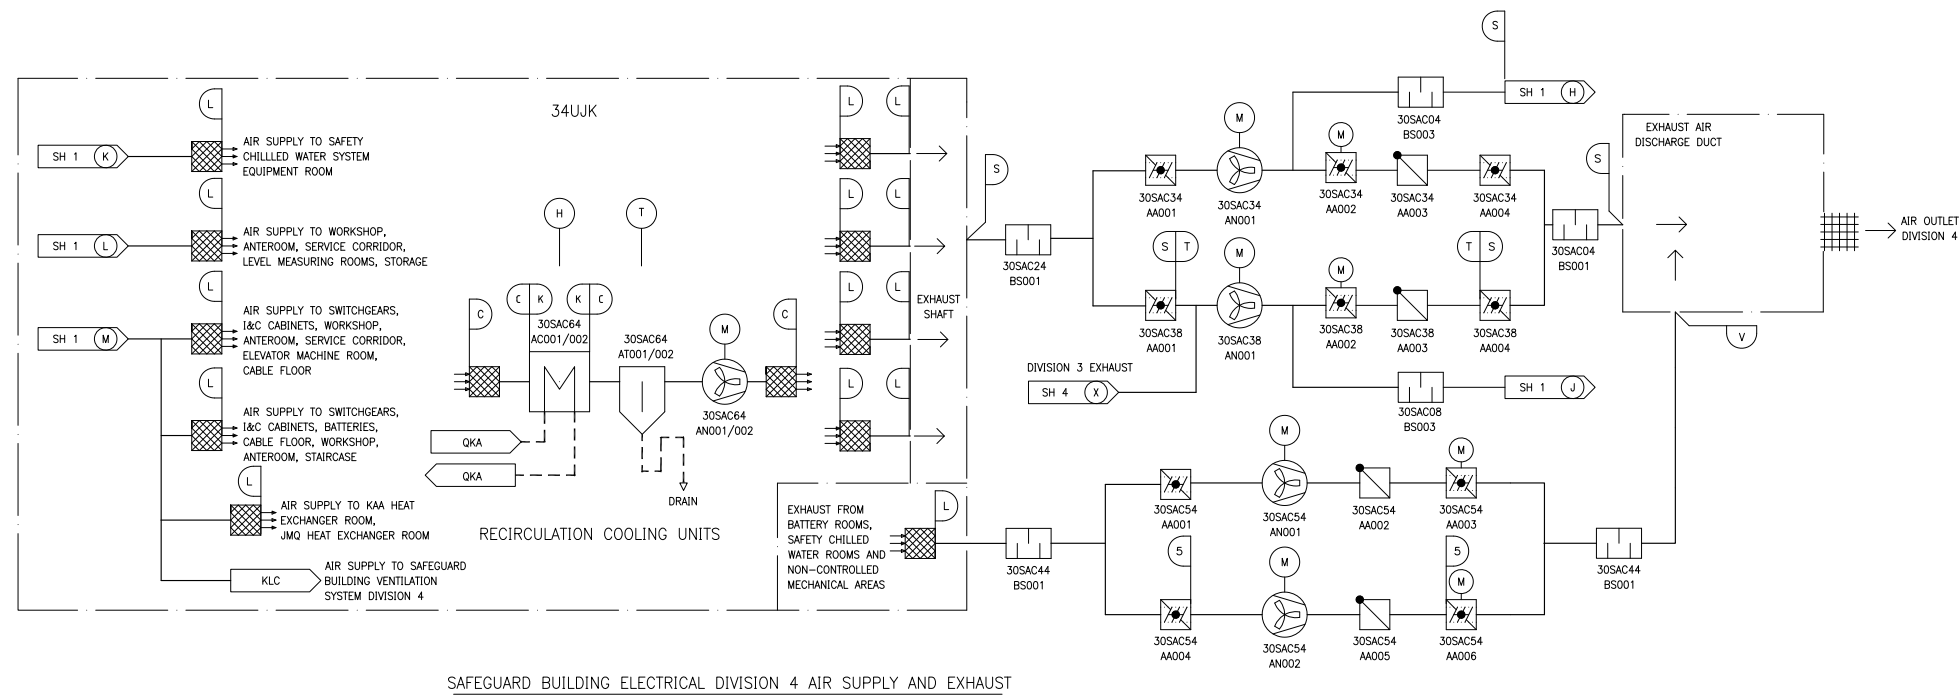 34UJK
L
SH 1 K
AIR SUPPLY TO SAFETY
CHILLLED WATER SYSTEM
EQUIPMENT ROOM
L
SH 1 L
AIR SUPPLY TO WORKSHOP,
ANTEROOM, SERVICE CORRIDOR,
LEVEL MEASURING ROOMS, STORAGE
L
SH 1 M
AIR SUPPLY TO SWITCHGEARS,
I&C CABINETS, WORKSHOP,
ANTEROOM, SERVICE CORRIDOR,
ELEVATOR MACHINE ROOM,
CABLE FLOOR
L
AIR SUPPLY TO SWITCHGEARS,
I&C CABINETS, BATTERIES,
CABLE FLOOR, WORKSHOP,
ANTEROOM, STAIRCASE
L
AIR SUPPLY TO KAA HEAT
EXCHANGER ROOM,
JMQ HEAT EXCHANGER ROOM
KLC
AIR SUPPLY TO SAFEGUARD
BUILDING VENTILATION
SYSTEM DIVISION 4
H
T
C
C K
K C
30SAC64
AC001/002
30SAC64
AT001/002
M
30SAC64
AN001/002
C
QKA
QKA
DRAIN
RECIRCULATION COOLING UNITS
L L
L L
L L
L L
EXHAUST
SHAFT
EXHAUST FROM
BATTERY ROOMS,
SAFETY CHILLED
WATER ROOMS AND
NON-CONTROLLED
MECHANICAL AREAS
L
S
30SAC24
BS001
30SAC34
AA001
M
30SAC34
AN001
M
30SAC34
AA002
30SAC34
AA003
30SAC34
AA004
30SAC04
BS003
S
SH 1 H
S T
30SAC38
AA001
M
30SAC38
AN001
M
30SAC38
AA002
30SAC38
AA003
T S
30SAC38
AA004
DIVISION 3 EXHAUST
SH 4 X
30SAC08
BS003
SH 1 J
30SAC04
BS001
S
EXHAUST AIR
DISCHARGE DUCT
V
AIR OUTLET
DIVISION 4
30SAC44
BS001
30SAC54
AA001
M
30SAC54
AN001
30SAC54
AA002
M
30SAC54
AA003
5
30SAC54
AA004
M
30SAC54
AN002
30SAC54
AA005
5
M
30SAC54
AA006
30SAC44
BS001
SAFEGUARD BUILDING ELECTRICAL DIVISION 4 AIR SUPPLY AND EXHAUST